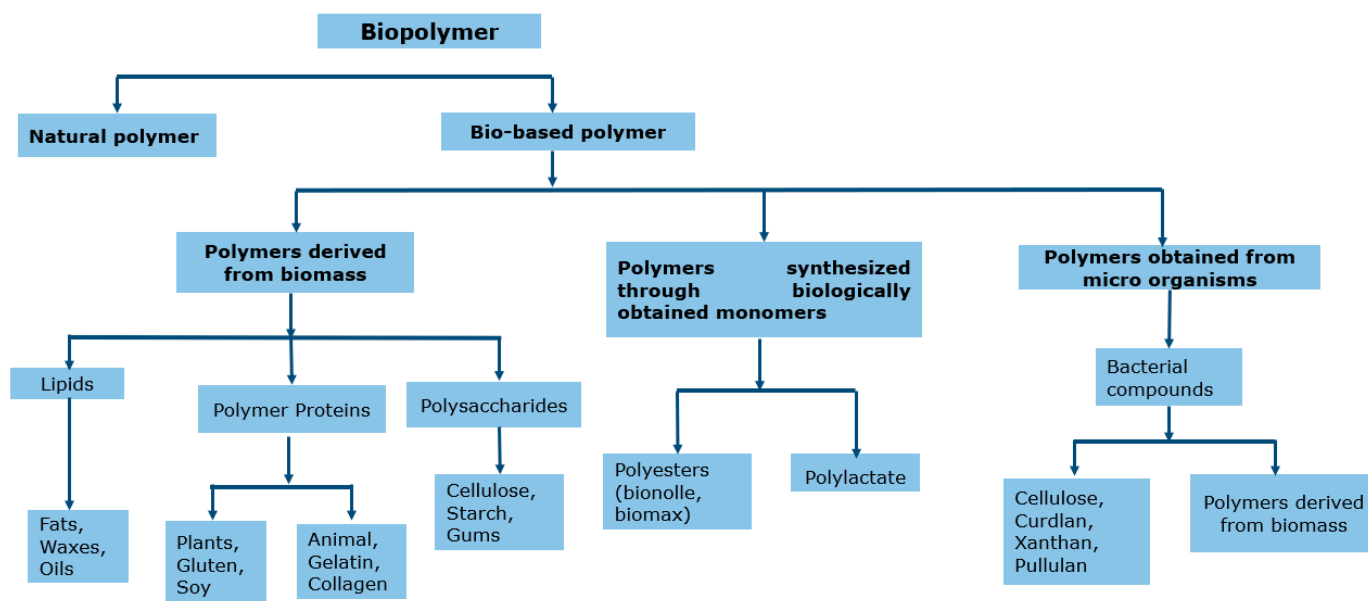 Biopolymer
Natural polymer
Bio-based polymer
Polymers derived
from biomass
Polymers synthesized
through biologically
obtained monomers
Polymers obtained from
micro organisms
Lipids
Polymer Proteins
Polysaccharides
Bacterial
compounds
Fats,
Waxes,
Oils
Plants,
Gluten,
Soy
Animal,
Gelatin,
Collagen
Cellulose,
Starch,
Gums
Polyesters
(bionolle,
biomax)
Polylactate
Cellulose,
Curdlan,
Xanthan,
Pullulan
Polymers derived
from biomass